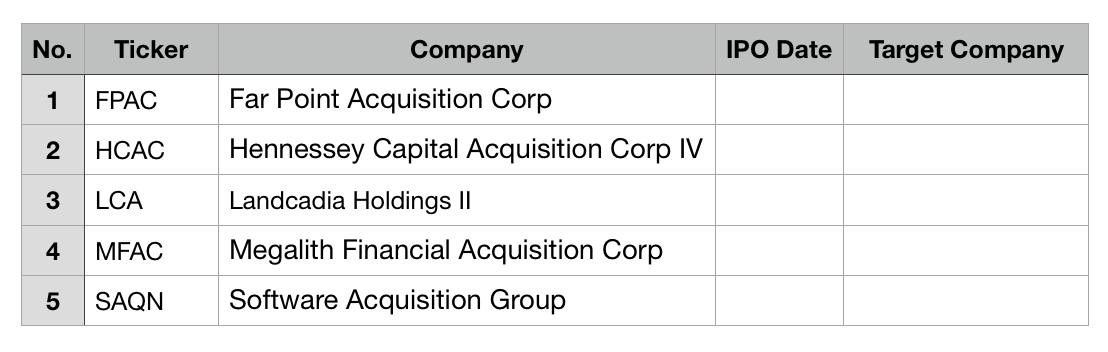 No. Ticker Company IPO Date Target Company
1 FPAC Far Point Acquisition Corp
2 HCAC Hennessey Capital Acquisition Corp IV
3 LCA Landcadia Holdings II
4 MFAC Megalith Financial Acquisition Corp
5 SAQN Software Acquisition Group